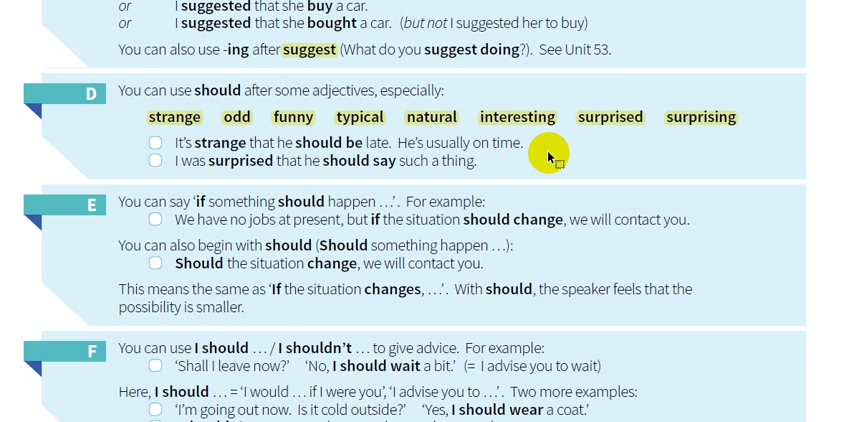 or I suggested that she buy a car.
or I suggested that she bought a car. (but not I suggested her to buy)
You can also use -ing after suggest (What do you suggest doing?). See Unit 53.
D You can use should after some adjectives, especially:
strange odd funny typical natural interesting surprised surprising
It's strange that he should be late. He's usually on time.
I was surprised that he should say such a thing.
E You can say 'if something should happen …'. For example:
We have no jobs at present, but if the situation should change, we will contact you.
You can also begin with should (Should something happen …):
Should the situation change, we will contact you.
This means the same as 'If the situation changes, …'. With should, the speaker feels that the
possibility is smaller.
F You can use I should … / I shouldn't … to give advice. For example:
'Shall I leave now?' 'No, I should wait a bit.' (= I advise you to wait)
Here, I should … = 'I would … if I were you', 'I advise you to …'. Two more examples:
'I'm going out now. Is it cold outside?' 'Yes, I should wear a coat.'